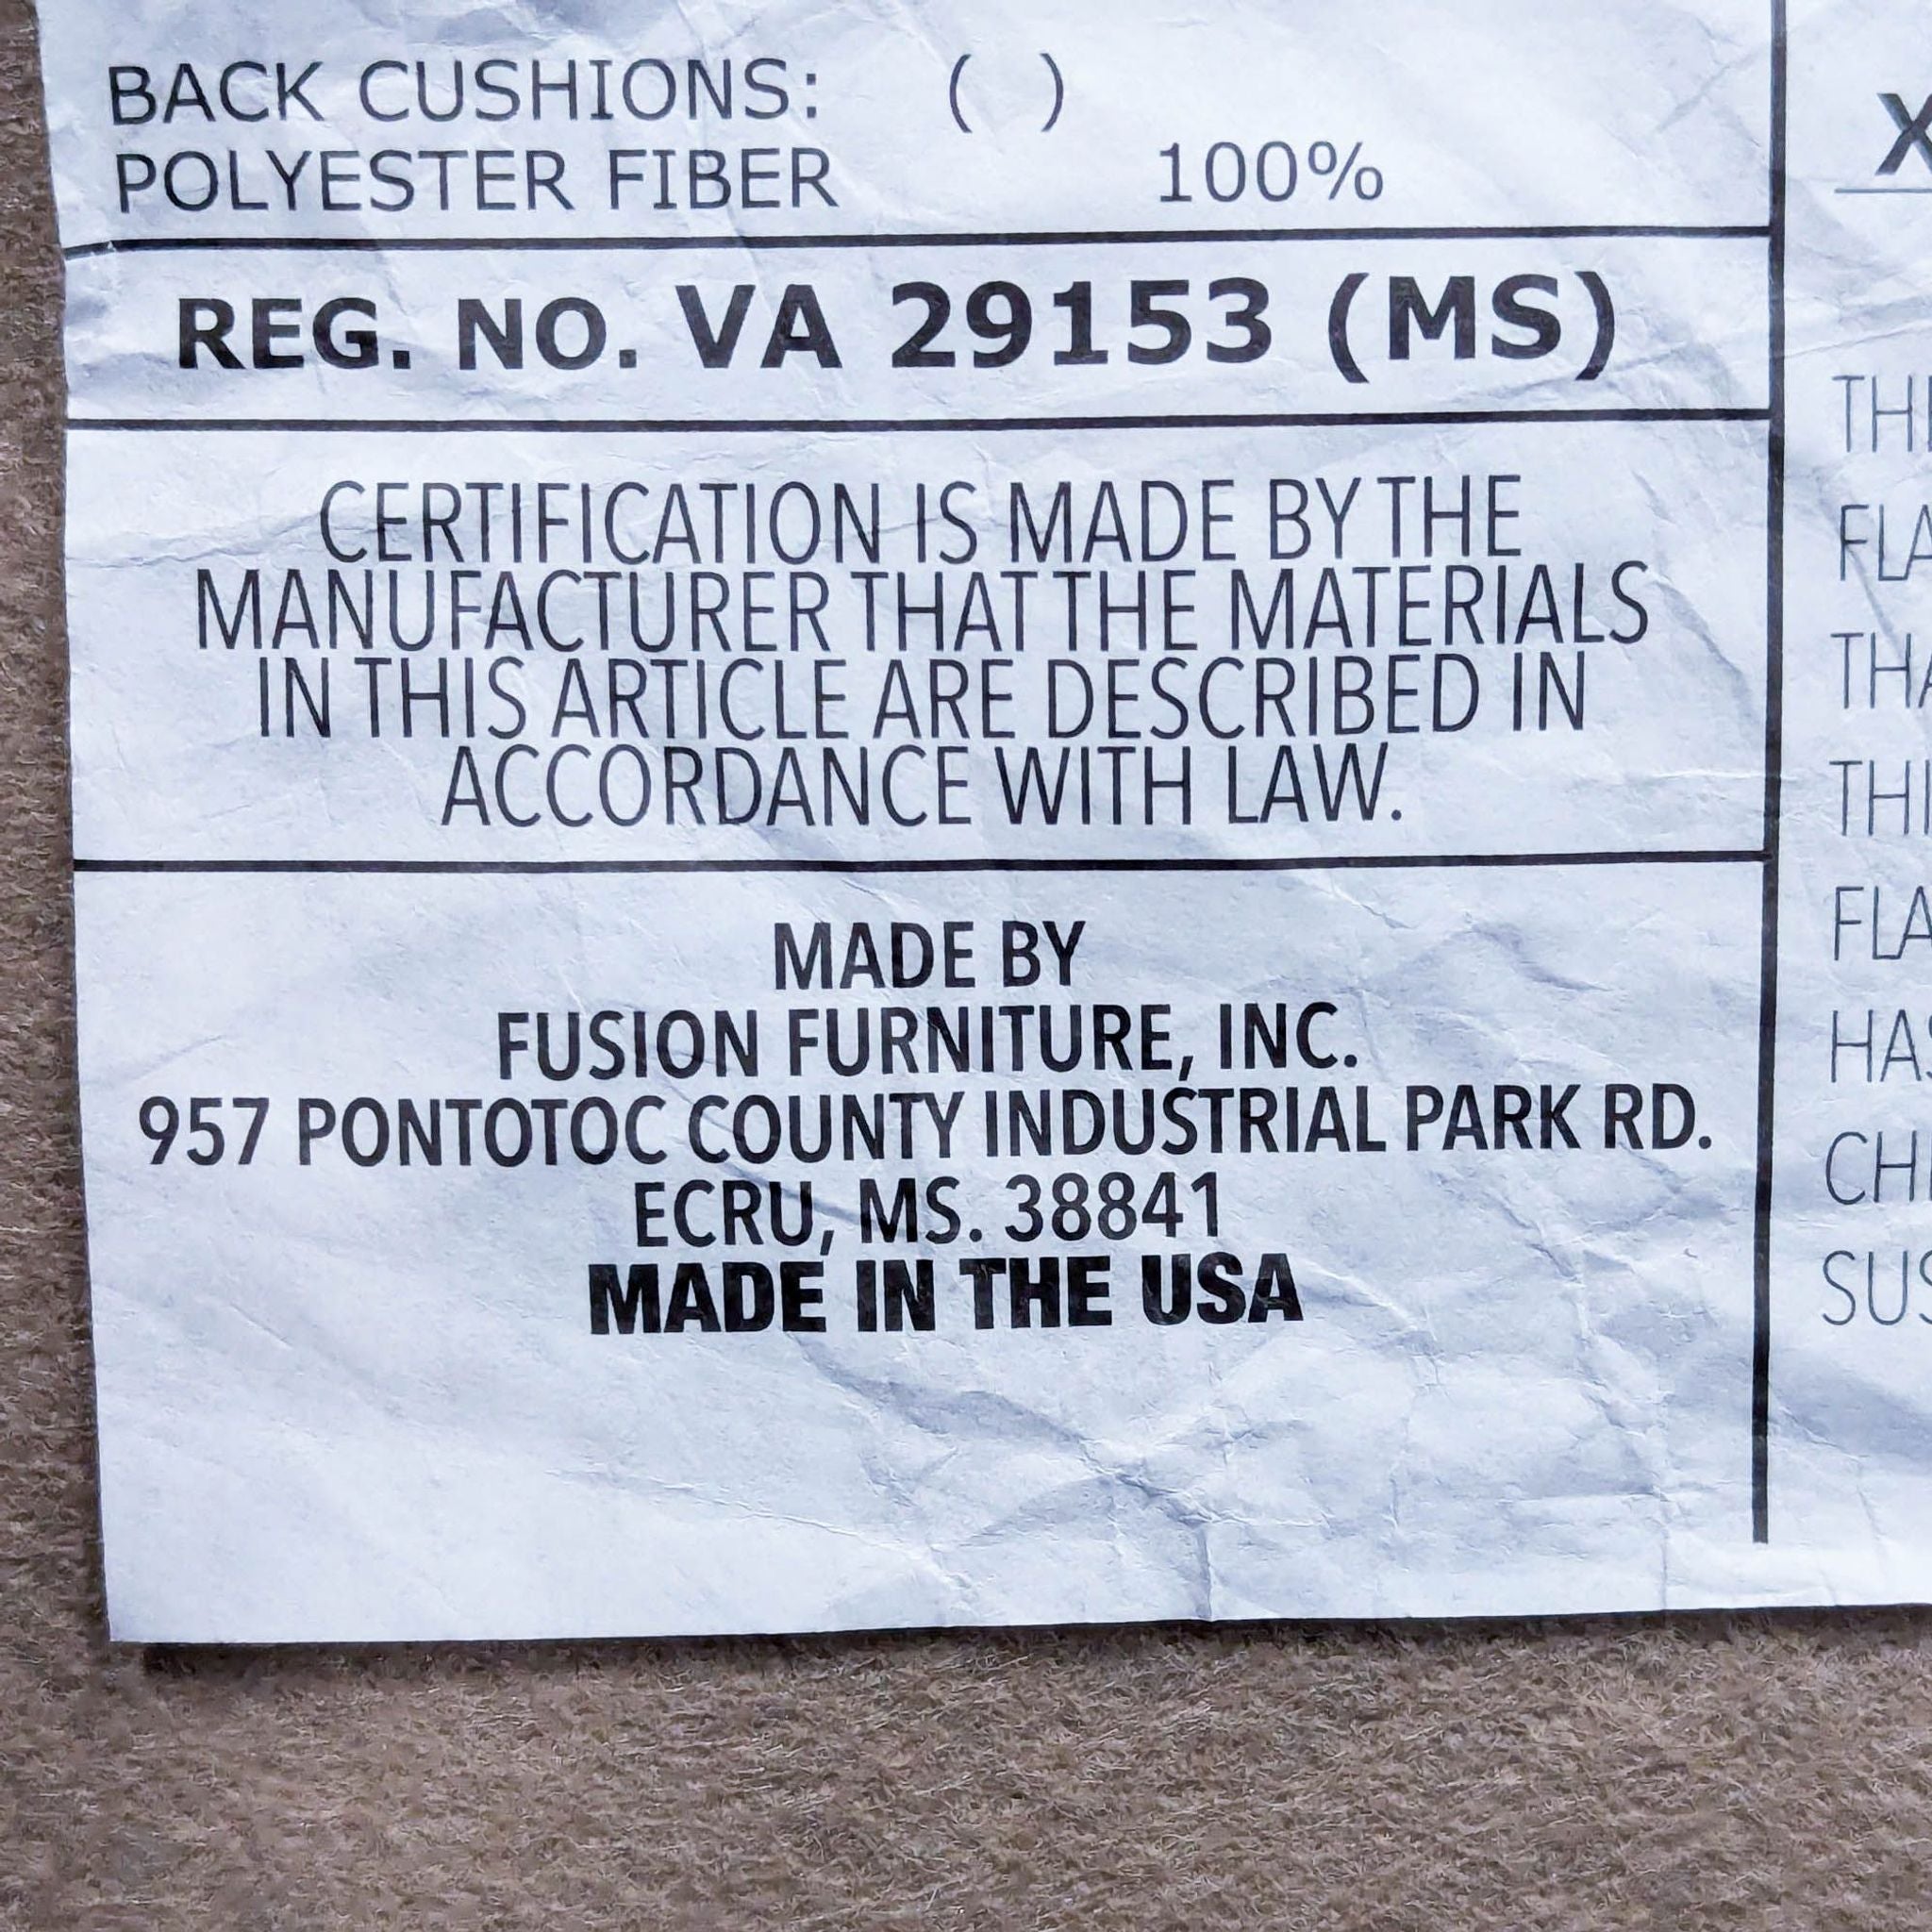 BACK CUSHIONS: ( )
POLYESTER FIBER 100%
REG. NO. VA 29153 (MS)
CERTIFICATION IS MADE BY THE
MANUFACTURER THAT THE MATERIALS
IN THIS ARTICLE ARE DESCRIBED IN
ACCORDANCE WITH LAW.
MADE BY
FUSION FURNITURE, INC.
957 PONTOTOC COUNTY INDUSTRIAL PARK RD.
ECRU, MS. 38841
MADE IN THE USA